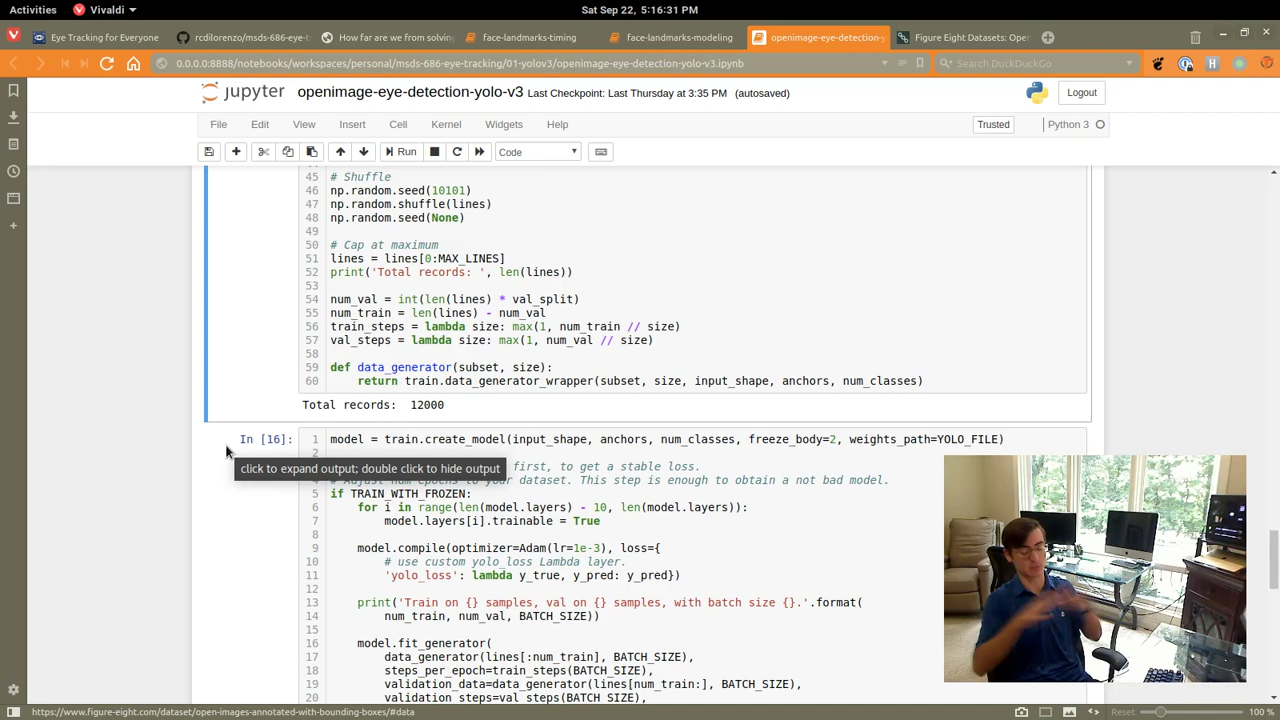 Activities
Vivaldi
Sat Sep 22, 5:16:31 PM
Eye Tracking for Everyone
rcdilorenzo/msds-686-eye-t
How far are we from solving
face-landmarks-timing
face-landmarks-modeling
openimage-eye-detection-y
Figure Eight Datasets: Open
0.0.0.0:8888/notebooks/workspaces/personal/msds-686-eye-tracking/01-yolov3/openimage-eye-detection-yolo-v3.ipynb
Search DuckDuckGo
jupyter
openimage-eye-detection-yolo-v3 Last Checkpoint: Last Thursday at 3:35 PM (autosaved)
Logout
File Edit View Insert Cell Kernel Widgets Help
Trusted
Python 3
Run
Code
45 # Shuffle
46 np.random.seed(10101)
47 np.random.shuffle(lines)
48 np.random.seed(None)
49
50 # Cap at maximum
51 lines = lines[0:MAX_LINES]
52 print('Total records: ', len(lines))
53
54 num_val = int(len(lines) * val_split)
55 num_train = len(lines) - num_val
56 train_steps = lambda size: max(1, num_train // size)
57 val_steps = lambda size: max(1, num_val // size)
58
59 def data_generator(subset, size):
60 return train.data_generator_wrapper(subset, size, input_shape, anchors, num_classes)
Total records:  12000
In [16]:
1 model = train.create_model(input_shape, anchors, num_classes, freeze_body=2, weights_path=YOLO_FILE)
2
click to expand output; double click to hide output
first, to get a stable loss.
# Adjust num epochs to your dataset. This step is enough to obtain a not bad model.
5 if TRAIN_WITH_FROZEN:
6 for i in range(len(model.layers) - 10, len(model.layers)):
7 model.layers[i].trainable = True
8
9 model.compile(optimizer=Adam(lr=1e-3), loss={
10 # use custom yolo_loss Lambda layer.
11 'yolo_loss': lambda y_true, y_pred: y_pred})
12
13 print('Train on {} samples, val on {} samples, with batch size {}.'.format(
14 num_train, num_val, BATCH_SIZE))
15
16 model.fit_generator(
17 data_generator(lines[:num_train], BATCH_SIZE),
18 steps_per_epoch=train_steps(BATCH_SIZE),
19 validation_data=data_generator(lines[num_train:], BATCH_SIZE),
20 validation_steps=val_steps(BATCH_SIZE),
https://www.figure-eight.com/dataset/open-images-annotated-with-bounding-boxes/#data
Reset
100 %